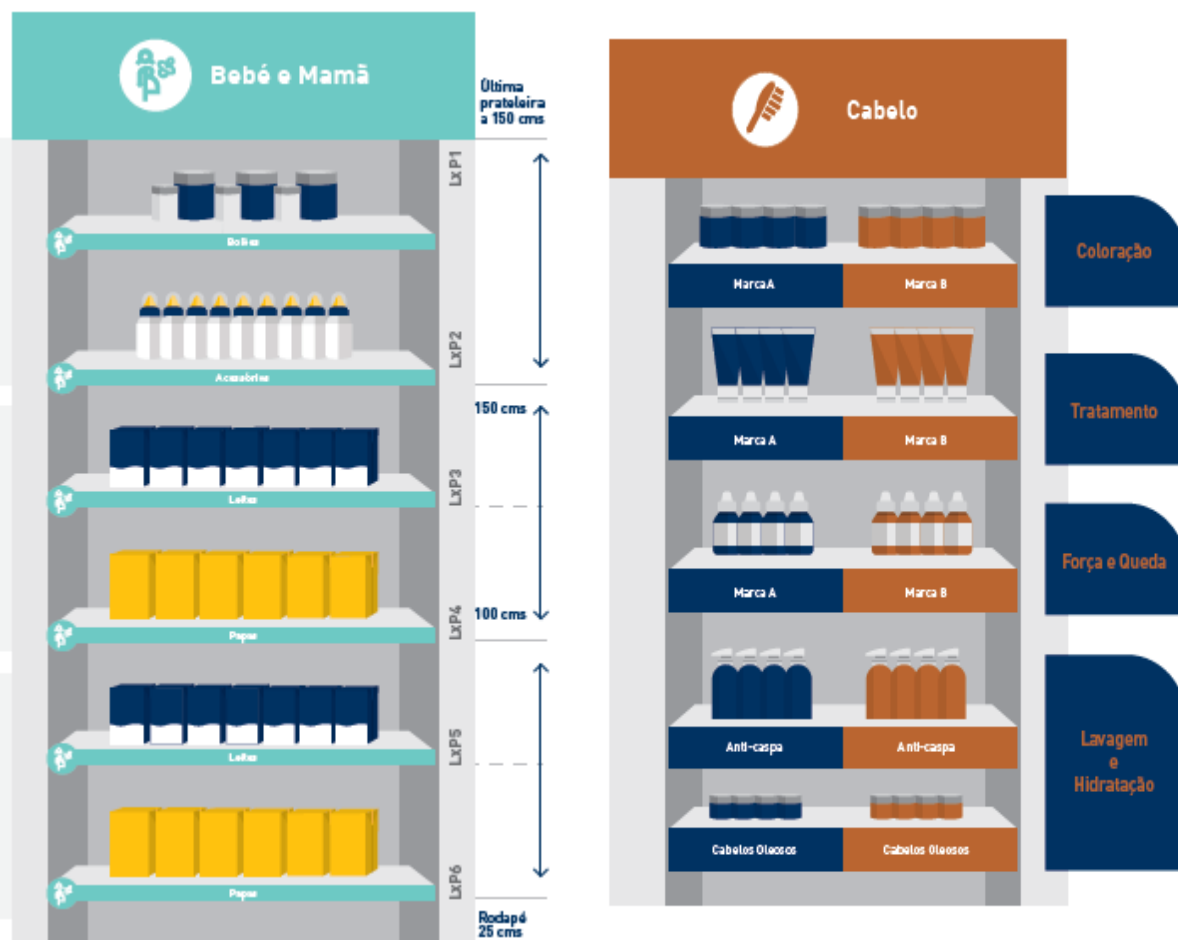 Bebé e Mamã
Última
prateleira
a 150 cms
LxP1
Boiões
Acessórios
LxP2
150 cms
Leites
LxP3
100 cms
Papas
LxP4
Leites
LxP5
Papas
LxP6
Rodapé
25 cms
Cabelo
Marca A
Marca B
Coloração
Marca A
Marca B
Tratamento
Marca A
Marca B
Força e Queda
Anti-caspa
Anti-caspa
Cabelos Oleosos
Cabelos Oleosos
Lavagem
e
Hidratação